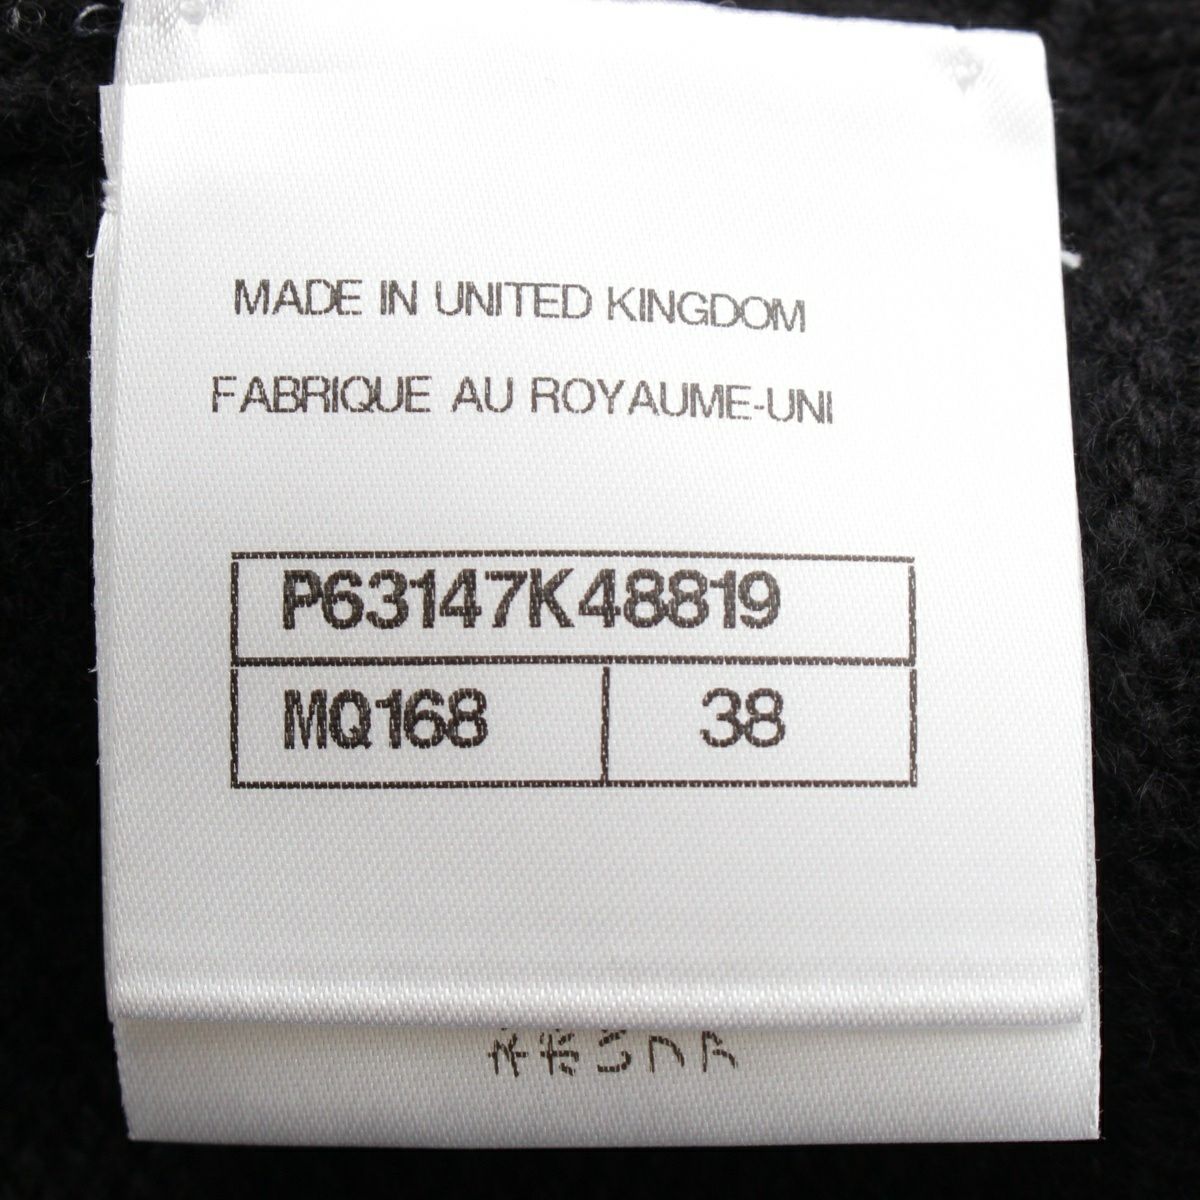 MADE IN UNITED KINGDOM
FABRIQUE AU ROYAUME-UNI
P63147K48819
MQ168 38